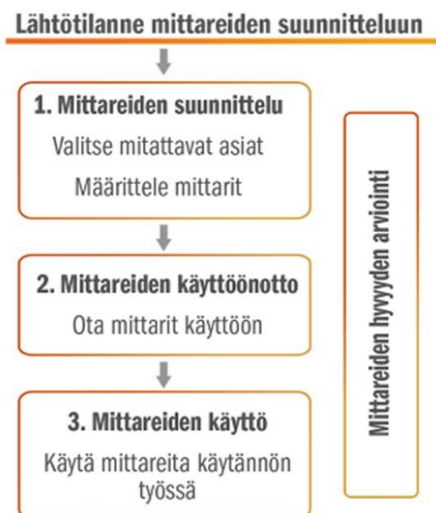 Lähtötilanne mittareiden suunnitteluun
1. Mittareiden suunnittelu
Valitse mitattavat asiat
Määrittele mittarit
2. Mittareiden käyttöönotto
Ota mittarit käyttöön
3. Mittareiden käyttö
Käytä mittareita käytännön
työssä
Mittareiden hyvyyden arviointi